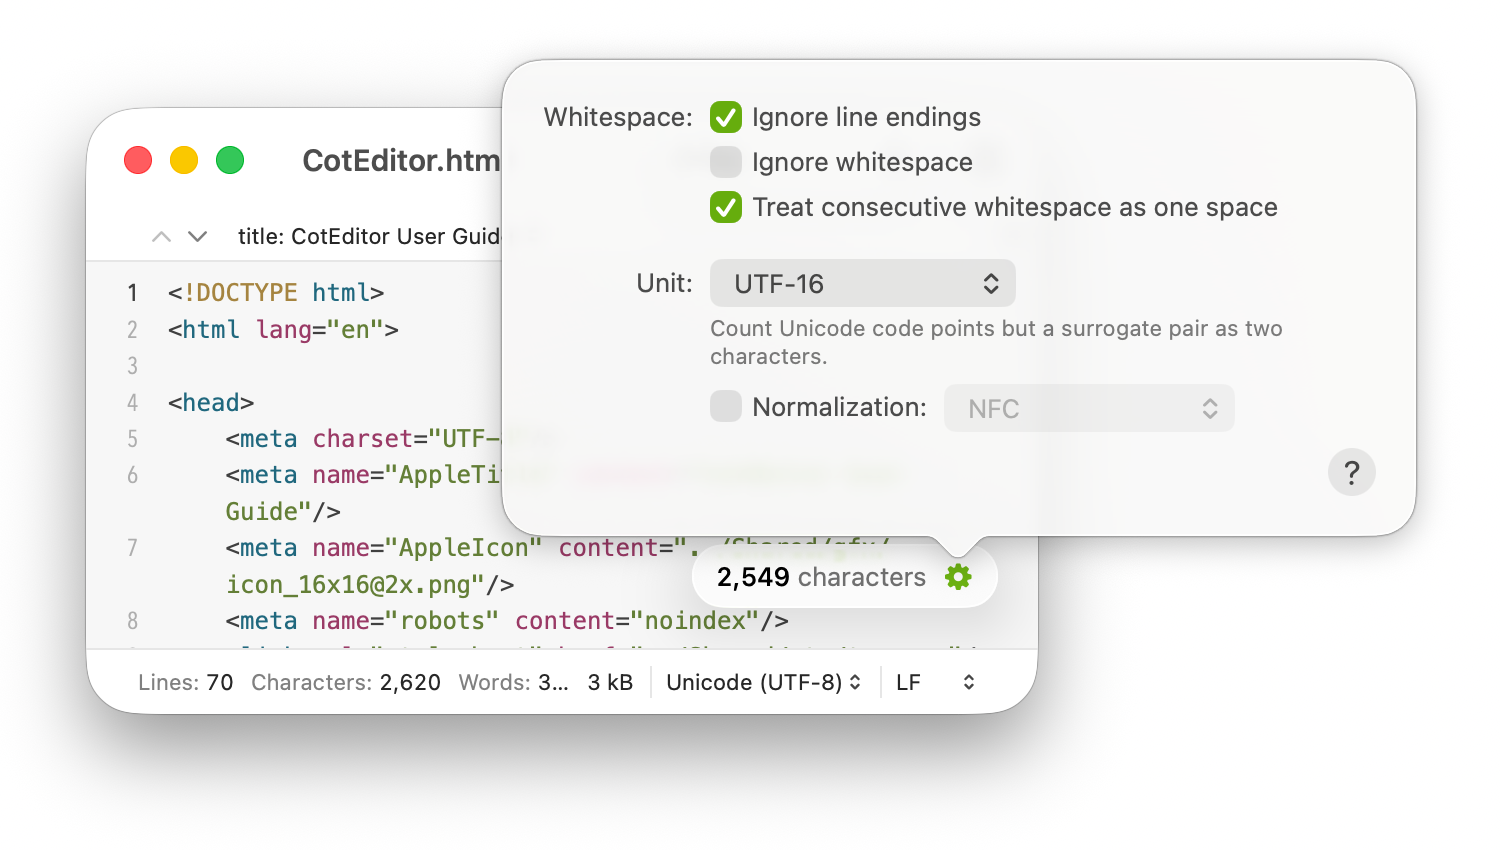 CotEditor.htm
title: CotEditor User Guid
1 <!DOCTYPE html>
2 <html lang="en">
3
4 <head>
5 <meta charset="UTF-
6 <meta name="AppleTi
Guide"/>
7 <meta name="AppleIcon" content="./Shared/gfx/
icon_16x16@2x.png"/>
8 <meta name="robots" content="noindex"/>
Whitespace: Ignore line endings
Ignore whitespace
Treat consecutive whitespace as one space
Unit: UTF-16
Count Unicode code points but a surrogate pair as two
characters.
Normalization: NFC
?
2,549 characters
Lines: 70 Characters: 2,620 Words: 3... 3 kB Unicode (UTF-8) LF